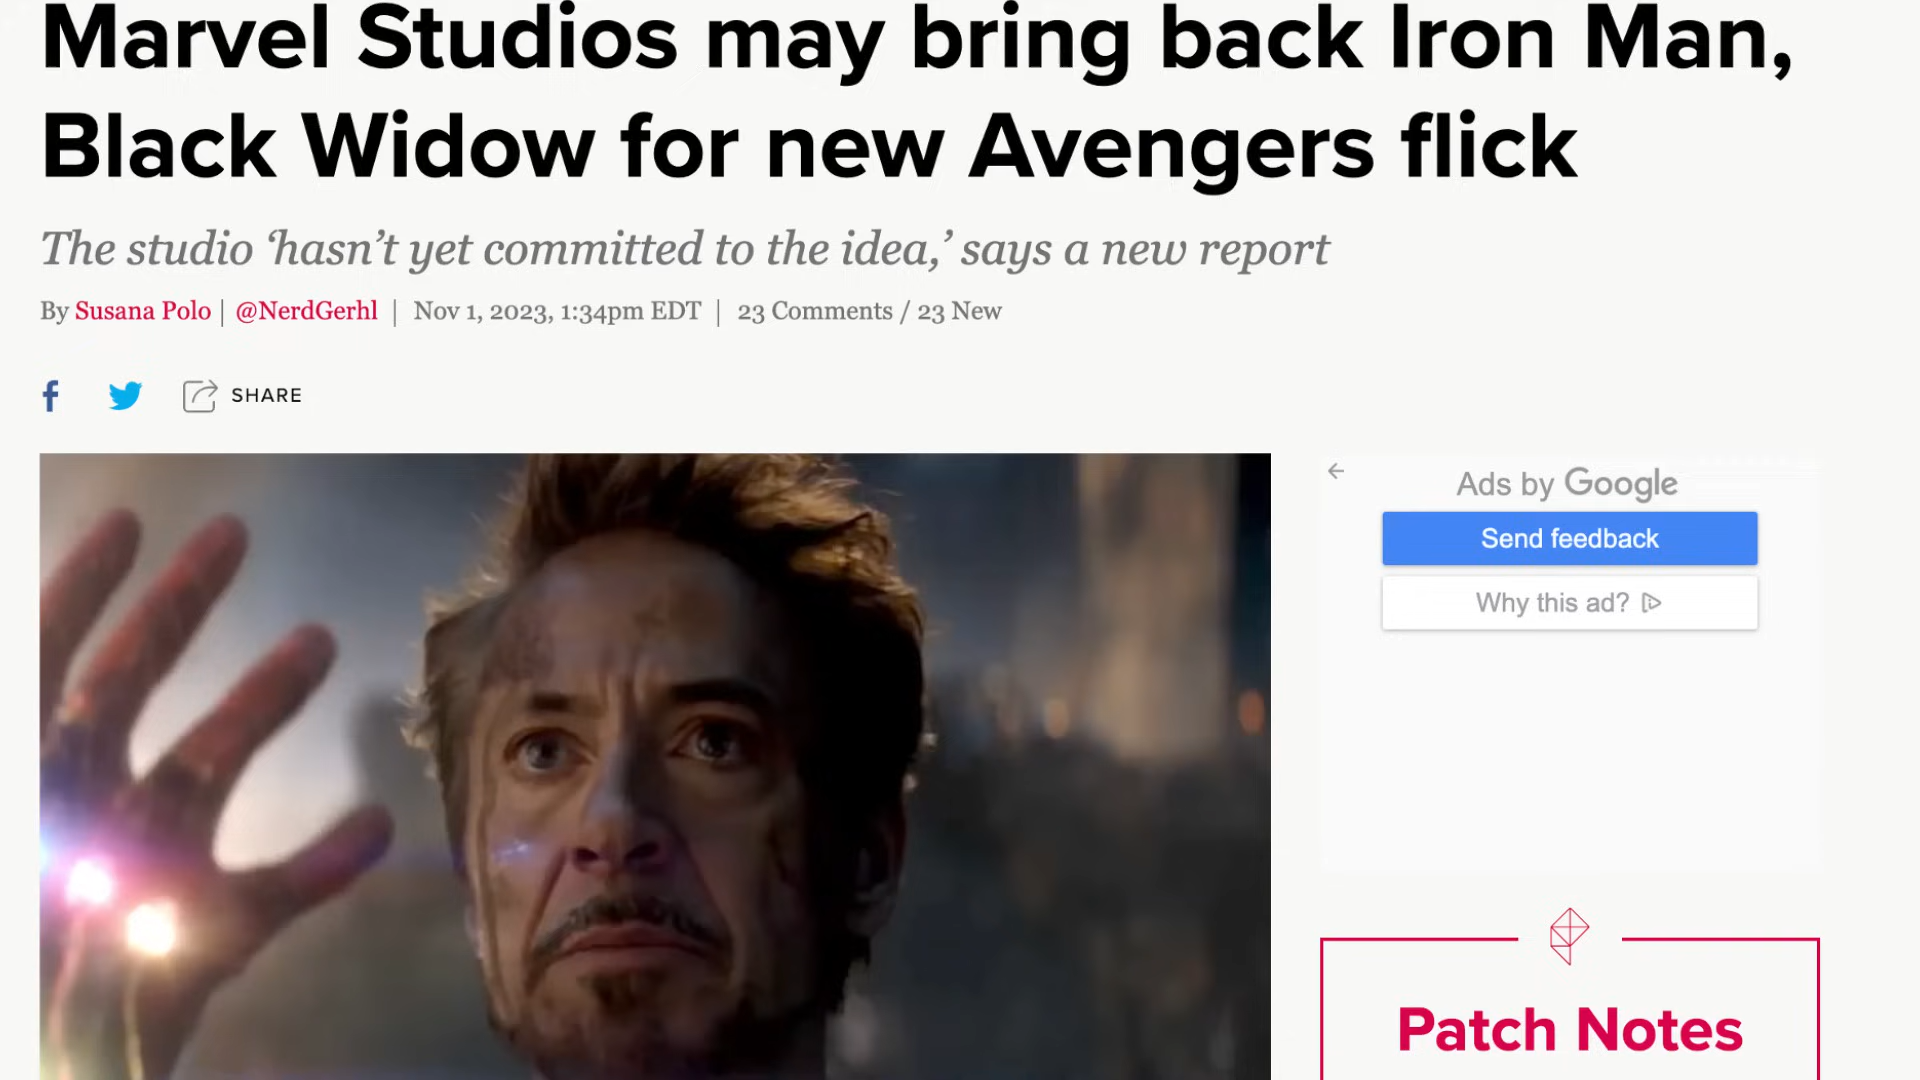 Marvel Studios may bring back Iron Man,
Black Widow for new Avengers flick
The studio ‘hasn’t yet committed to the idea,’ says a new report
By Susana Polo | @NerdGerhl | Nov 1, 2023, 1:34pm EDT | 23 Comments / 23 New
SHARE
Ads by Google
Send feedback
Why this ad?
Patch Notes